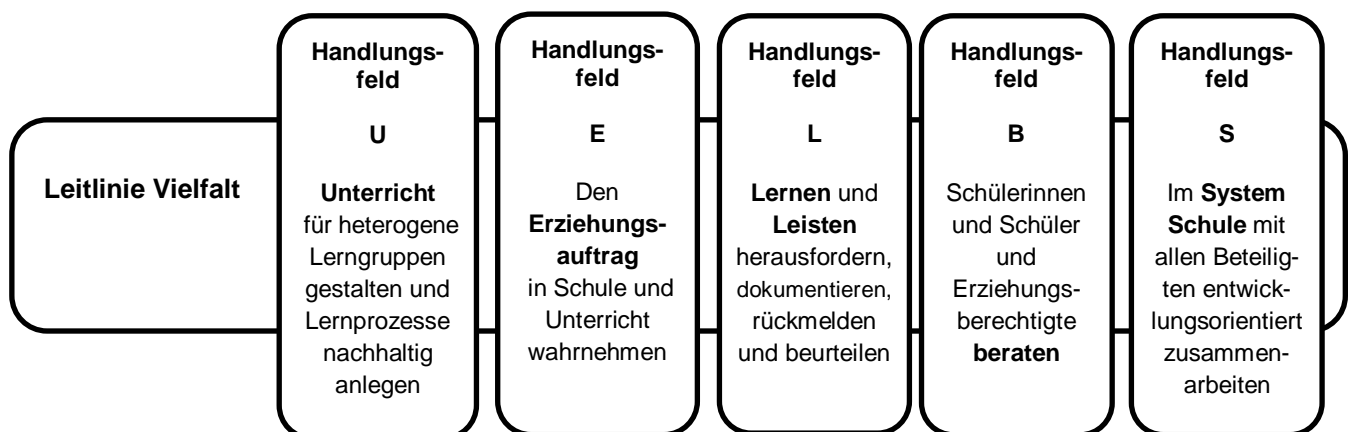 Leitlinie Vielfalt
Handlungs-
feld
U
Unterricht
für heterogene
Lerngruppen
gestalten und
Lernprozesse
nachhaltig
anlegen
Handlungs-
feld
E
Den
Erziehungs-
auftrag
in Schule und
Unterricht
wahrnehmen
Handlungs-
feld
L
Lernen und
Leisten
herausfordern,
dokumentieren,
rückmelden
und beurteilen
Handlungs-
feld
B
Schülerinnen
und Schüler
und
Erziehungs-
berechtigte
beraten
Handlungs-
feld
S
Im System
Schule mit
allen Beteilig-
ten entwick-
lungsorientiert
zusammen-
arbeiten